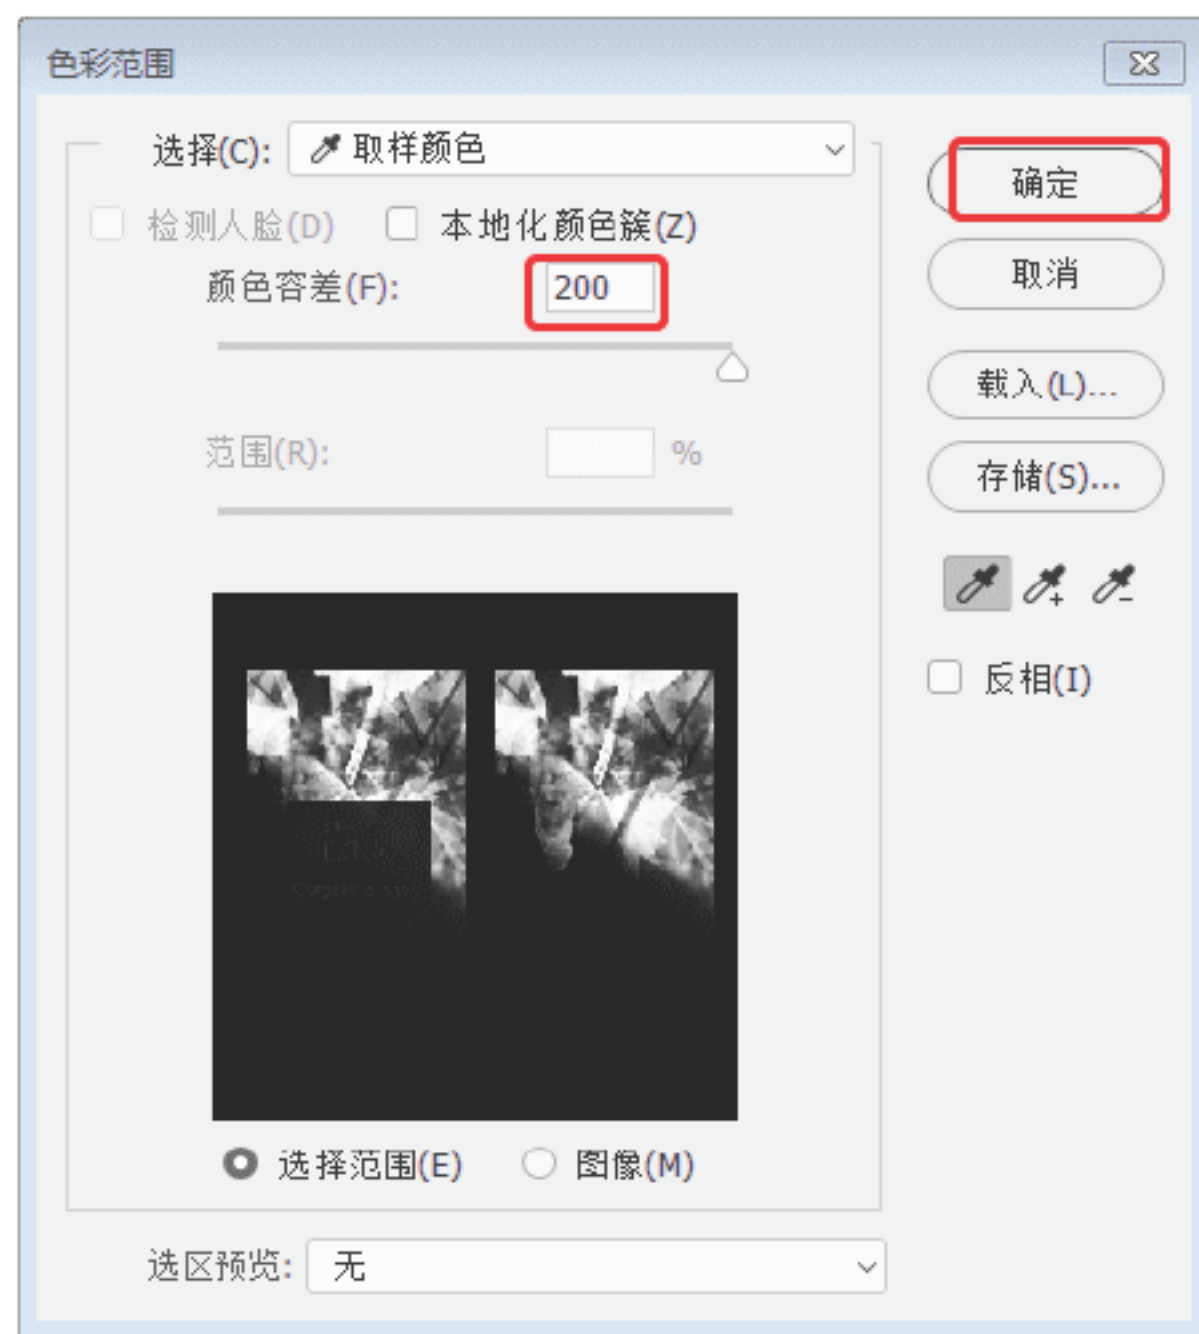 色彩范围
选择(C): 取样颜色
确定
检测人脸(D) 本地化颜色簇(Z)
颜色容差(F): 200
取消
载入(L)...
范围(R): %
存储(S)...
反相(I)
选择范围(E) 图像(M)
选区预览: 无